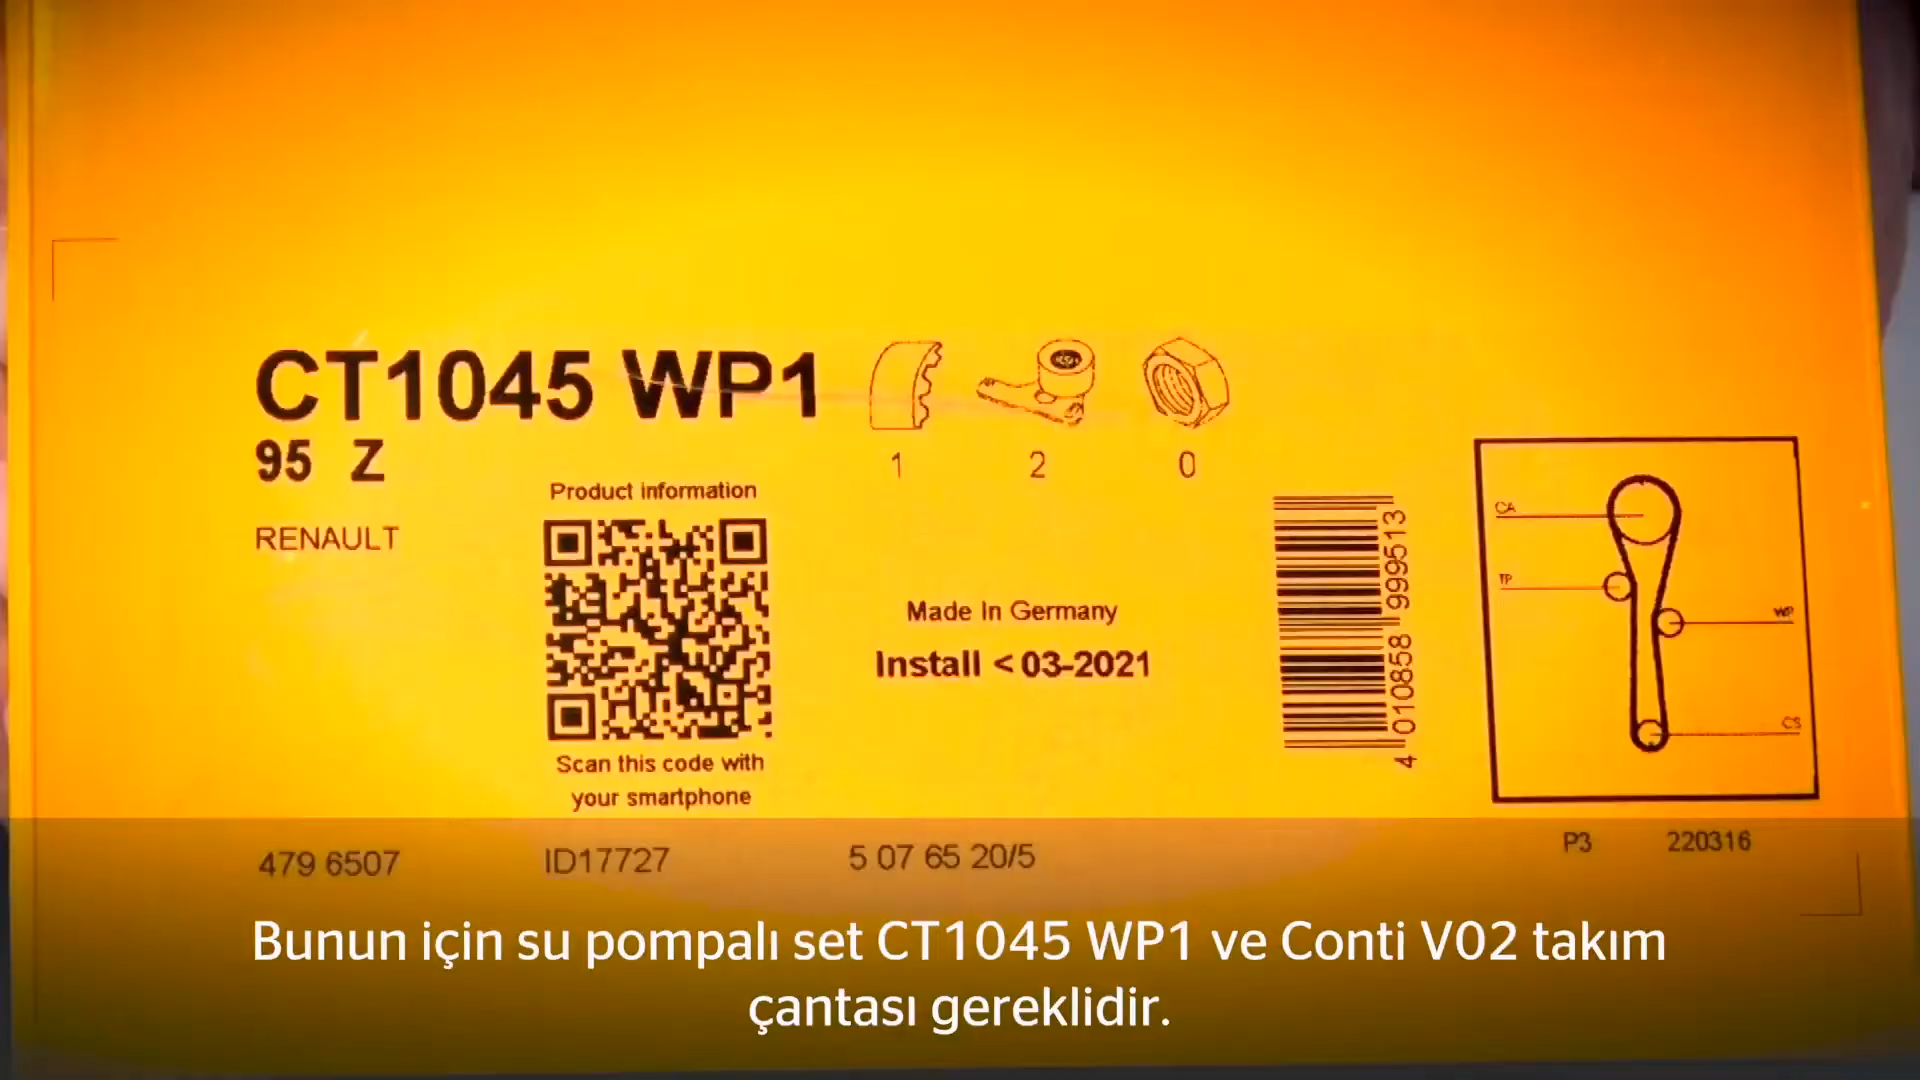 CT1045 WP1
95 Z
RENAULT
Product information
Scan this code with
your smartphone
1 2 0
Made In Germany
Install < 03-2021
4 010858 999513
CA
TP
WP
CS
479 6507
ID17727
5 07 65 20/5
P3 220316
Bunun için su pompalı set CT1045 WP1 ve Conti V02 takım
çantası gereklidir.